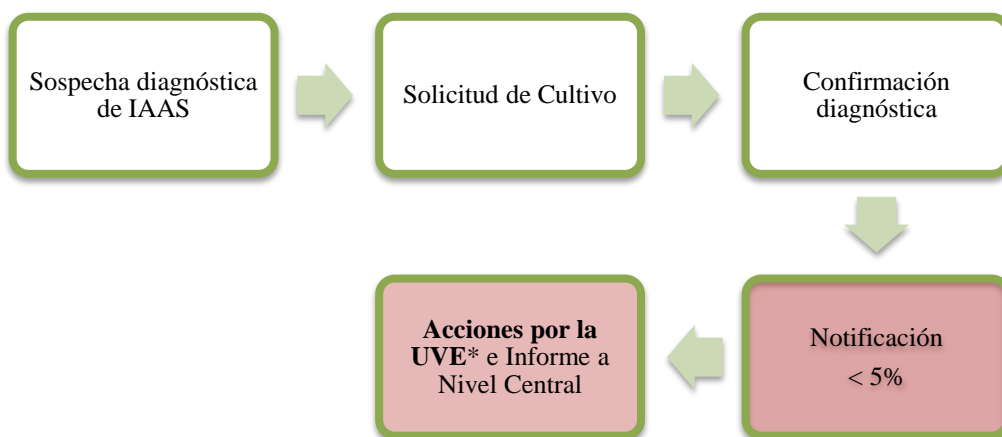 Sospecha diagnóstica
de IAAS
Solicitud de Cultivo
Confirmación
diagnóstica
Notificación
< 5%
Acciones por la
UVE* e Informe a
Nivel Central